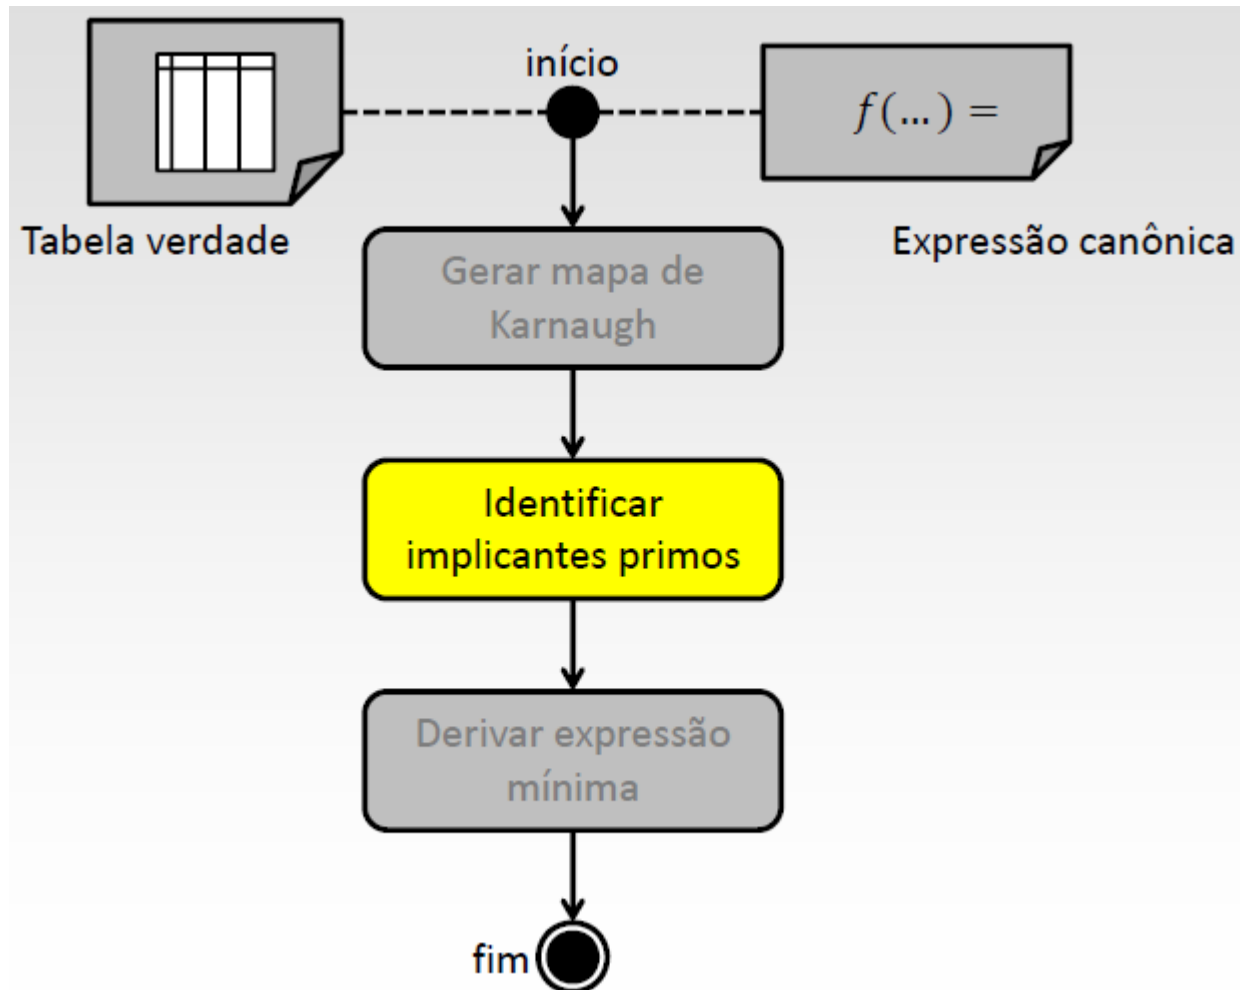 início
f(...) =
Tabela verdade
Expressão canônica
Gerar mapa de
Karnaugh
Identificar
implicantes primos
Derivar expressão
mínima
fim